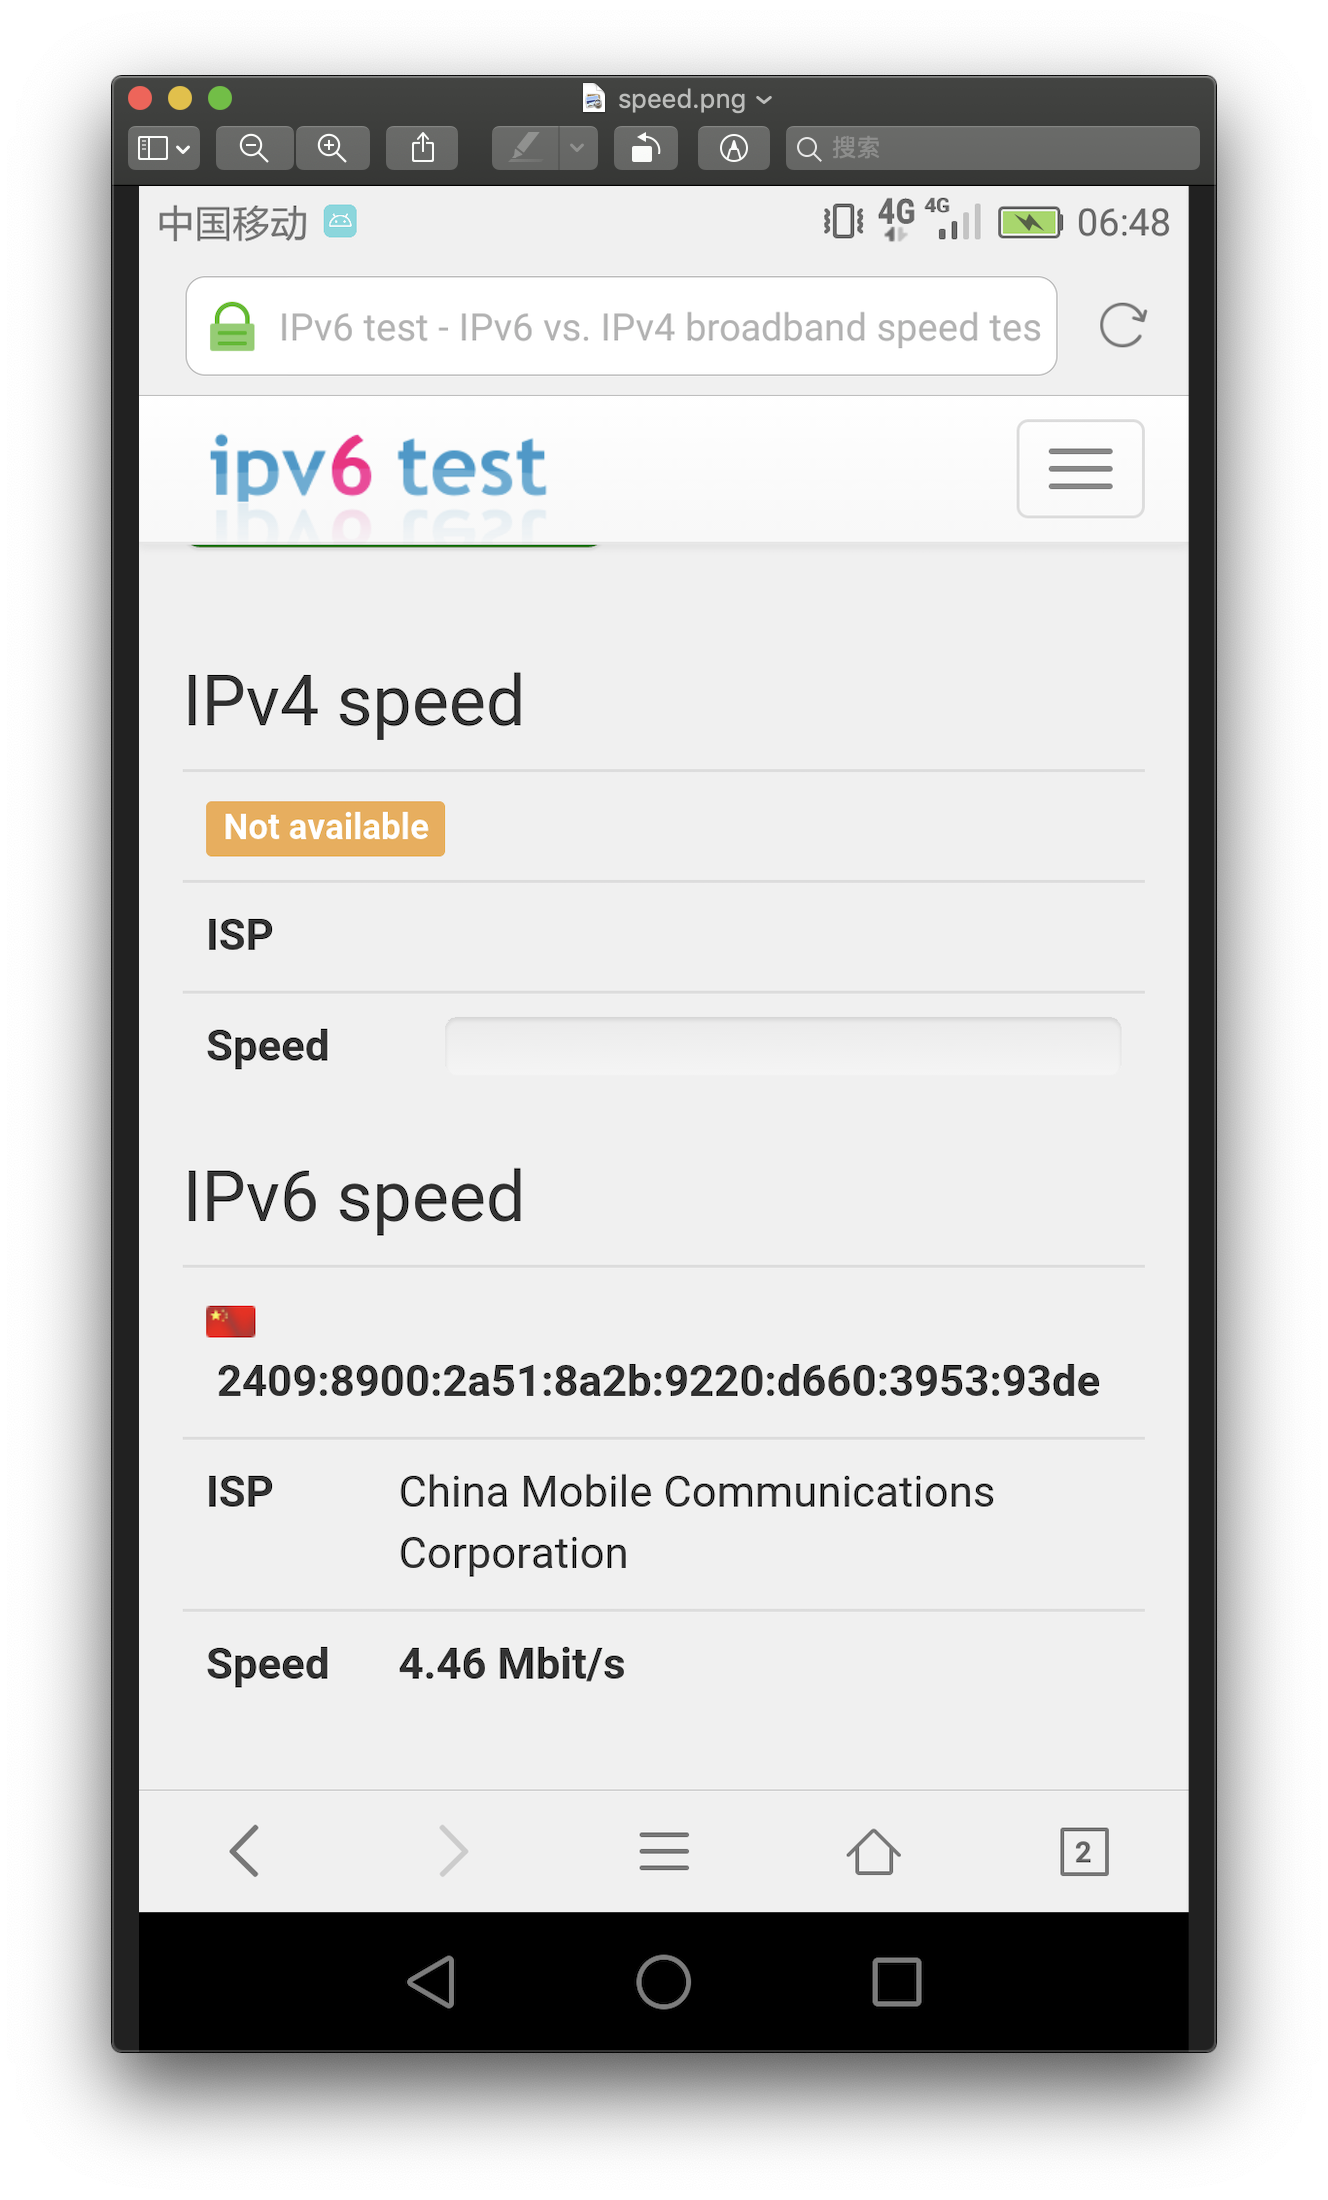 speed.png
搜索
中国移动
4G 4G 06:48
IPv6 test - IPv6 vs. IPv4 broadband speed tes
ipv6 test
IPv4 speed
Not available
ISP
Speed
IPv6 speed
2409:8900:2a51:8a2b:9220:d660:3953:93de
ISP China Mobile Communications
Corporation
Speed 4.46 Mbit/s
2